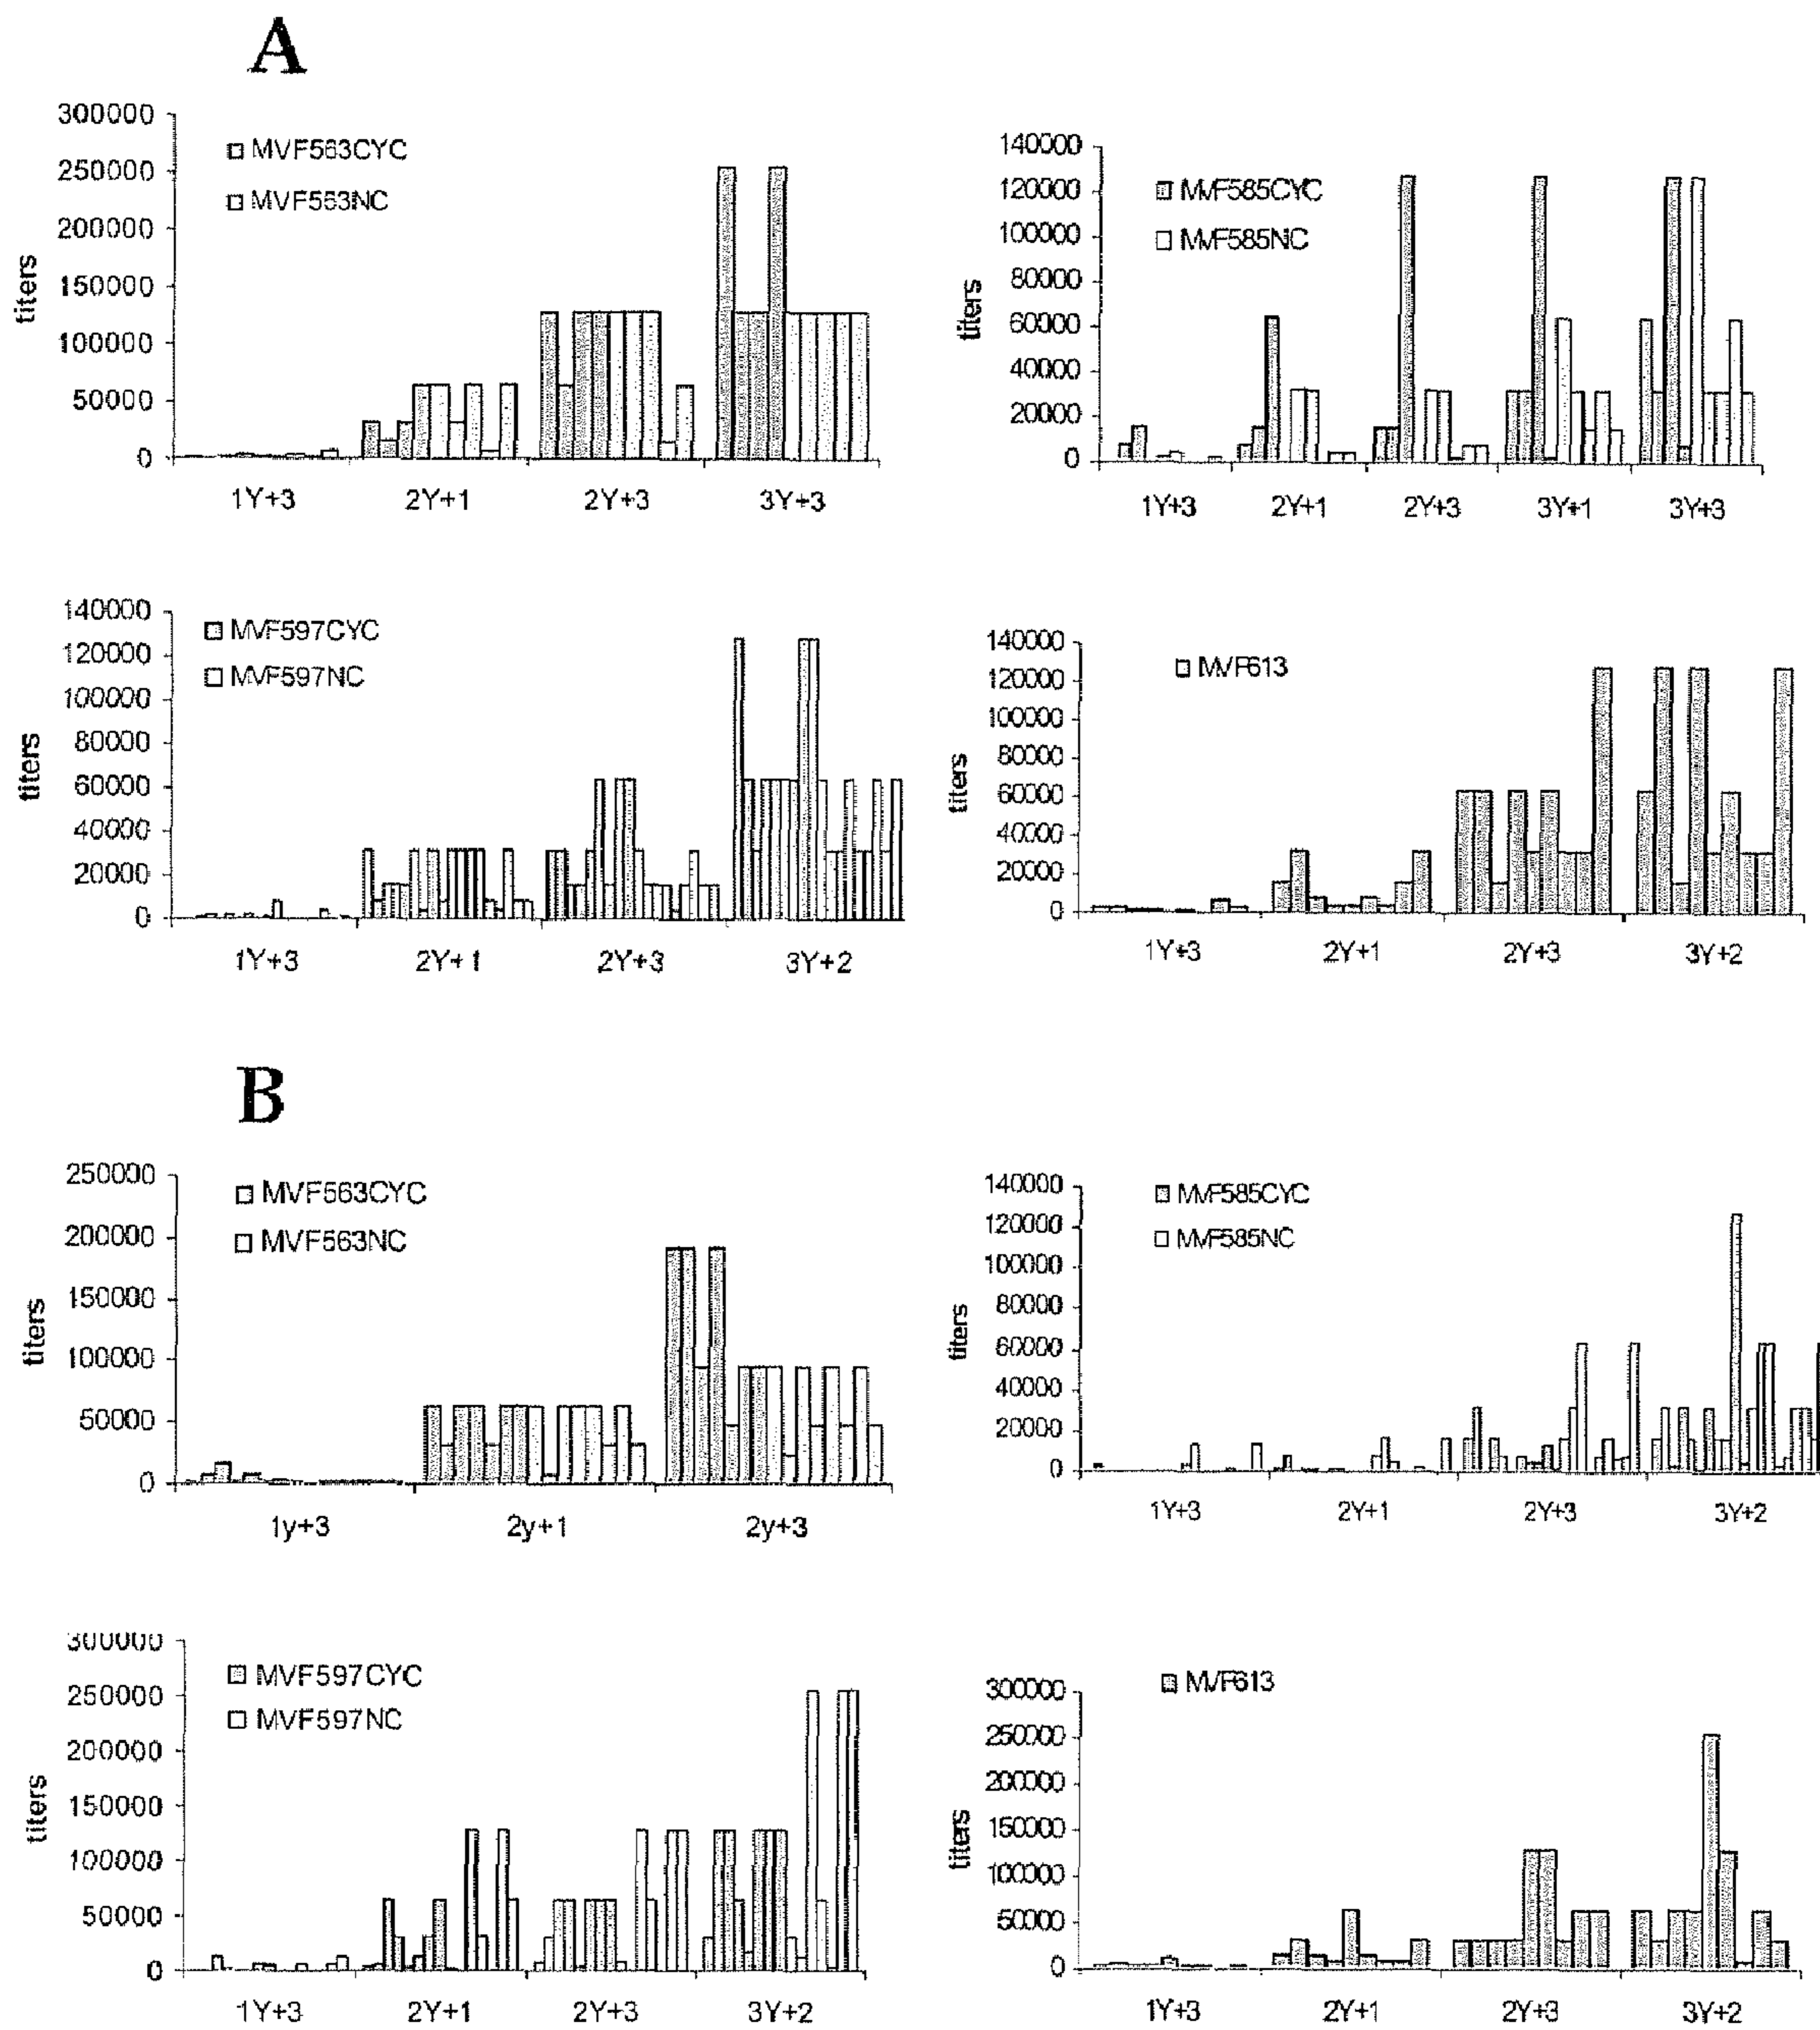 A
300000
250000
200000
150000
100000
50000
0
titers
MVF563CYC
MVF563NC
1Y+3 2Y+1 2Y+3 3Y+3
140000
120000
100000
80000
60000
40000
20000
0
titers
MVF585CYC
MVF585NC
1Y+3 2Y+1 2Y+3 3Y+1 3Y+3
140000
120000
100000
80000
60000
40000
20000
0
titers
MVF597CYC
MVF597NC
1Y+3 2Y+1 2Y+3 3Y+2
140000
120000
100000
80000
60000
40000
20000
0
titers
MVF613
1Y+3 2Y+1 2Y+3 3Y+2
B
250000
200000
150000
100000
50000
0
titers
MVF563CYC
MVF563NC
1y+3 2y+1 2y+3
140000
120000
100000
80000
60000
40000
20000
0
titers
MVF585CYC
MVF585NC
1Y+3 2Y+1 2Y+3 3Y+2
300000
250000
200000
150000
100000
50000
0
titers
MVF597CYC
MVF597NC
1Y+3 2Y+1 2Y+3 3Y+2
300000
250000
200000
150000
100000
50000
0
titers
MVF613
1Y+3 2Y+1 2Y+3 3Y+2